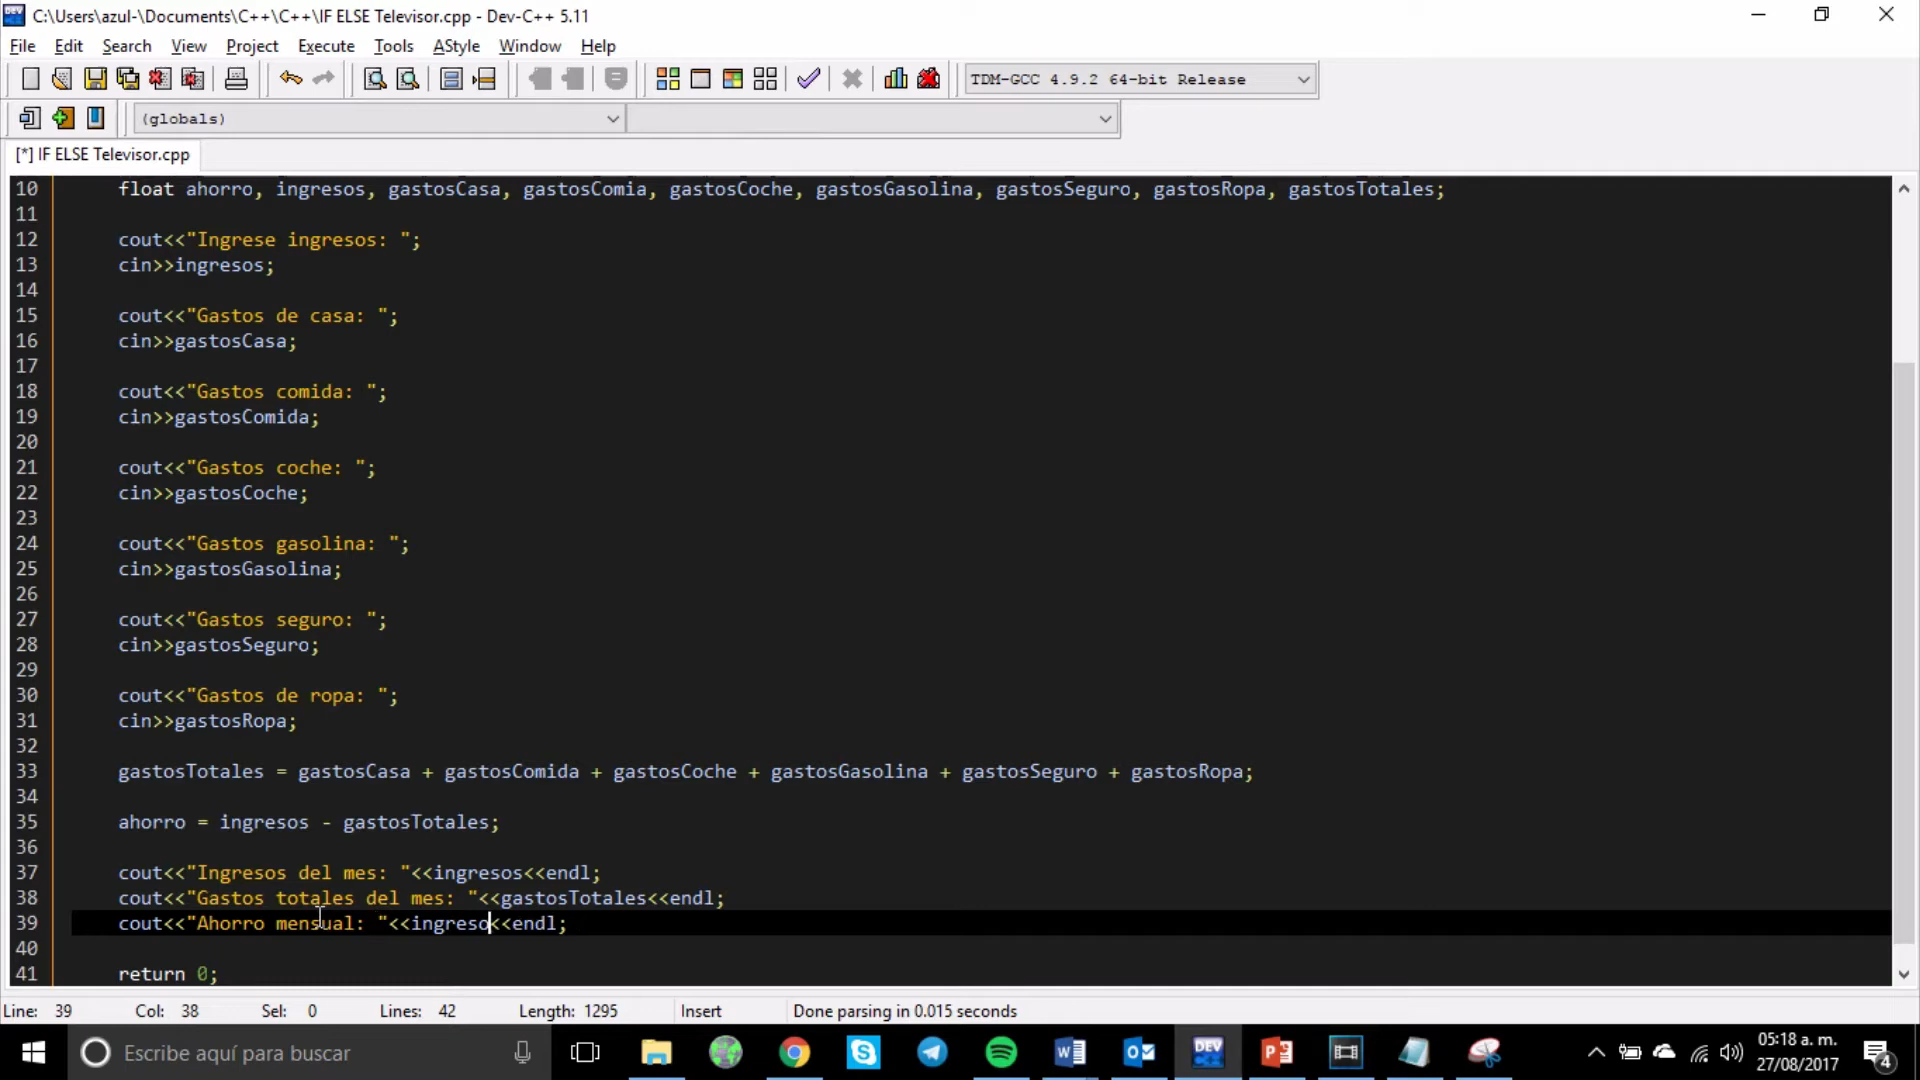 C:\Users\azul-\Documents\C++\C++\IF ELSE Televisor.cpp - Dev-C++ 5.11
File Edit Search View Project Execute Tools AStyle Window Help
TDM-GCC 4.9.2 64-bit Release
(globals)
[*] IF ELSE Televisor.cpp
10 float ahorro, ingresos, gastosCasa, gastosComia, gastosCoche, gastosGasolina, gastosSeguro, gastosRopa, gastosTotales;
11
12 cout<<"Ingrese ingresos: ";
13 cin>>ingresos;
14
15 cout<<"Gastos de casa: ";
16 cin>>gastosCasa;
17
18 cout<<"Gastos comida: ";
19 cin>>gastosComida;
20
21 cout<<"Gastos coche: ";
22 cin>>gastosCoche;
23
24 cout<<"Gastos gasolina: ";
25 cin>>gastosGasolina;
26
27 cout<<"Gastos seguro: ";
28 cin>>gastosSeguro;
29
30 cout<<"Gastos de ropa: ";
31 cin>>gastosRopa;
32
33 gastosTotales = gastosCasa + gastosComida + gastosCoche + gastosGasolina + gastosSeguro + gastosRopa;
34
35 ahorro = ingresos - gastosTotales;
36
37 cout<<"Ingresos del mes: "<<ingresos<<endl;
38 cout<<"Gastos totales del mes: "<<gastosTotales<<endl;
39 cout<<"Ahorro mensual: "<<ingreso<<endl;
40
41 return 0;
Line: 39 Col: 38 Sel: 0 Lines: 42 Length: 1295 Insert Done parsing in 0.015 seconds
Escribe aquí para buscar
DEV
05:18 a. m.
27/08/2017
4